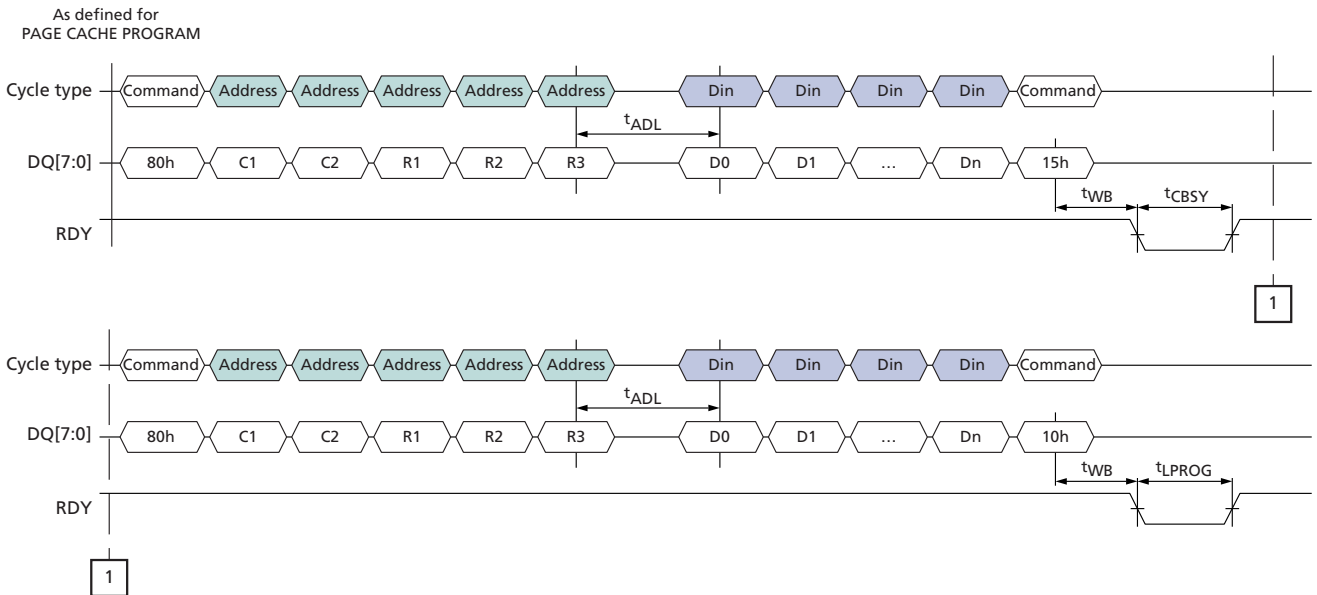 As defined for
PAGE CACHE PROGRAM
Cycle type Command Address Address Address Address Address Din Din Din Din Command
tADL
DQ[7:0] 80h C1 C2 R1 R2 R3 D0 D1 … Dn 15h
tWB tCBSY
RDY
1
Cycle type Command Address Address Address Address Address Din Din Din Din Command
tADL
DQ[7:0] 80h C1 C2 R1 R2 R3 D0 D1 … Dn 10h
tWB tLPROG
RDY
1